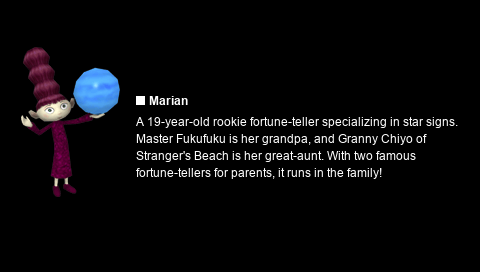 Marian
A 19-year-old rookie fortune-teller specializing in star signs.
Master Fukufuku is her grandpa, and Granny Chiyo of
Stranger's Beach is her great-aunt. With two famous
fortune-tellers for parents, it runs in the family!